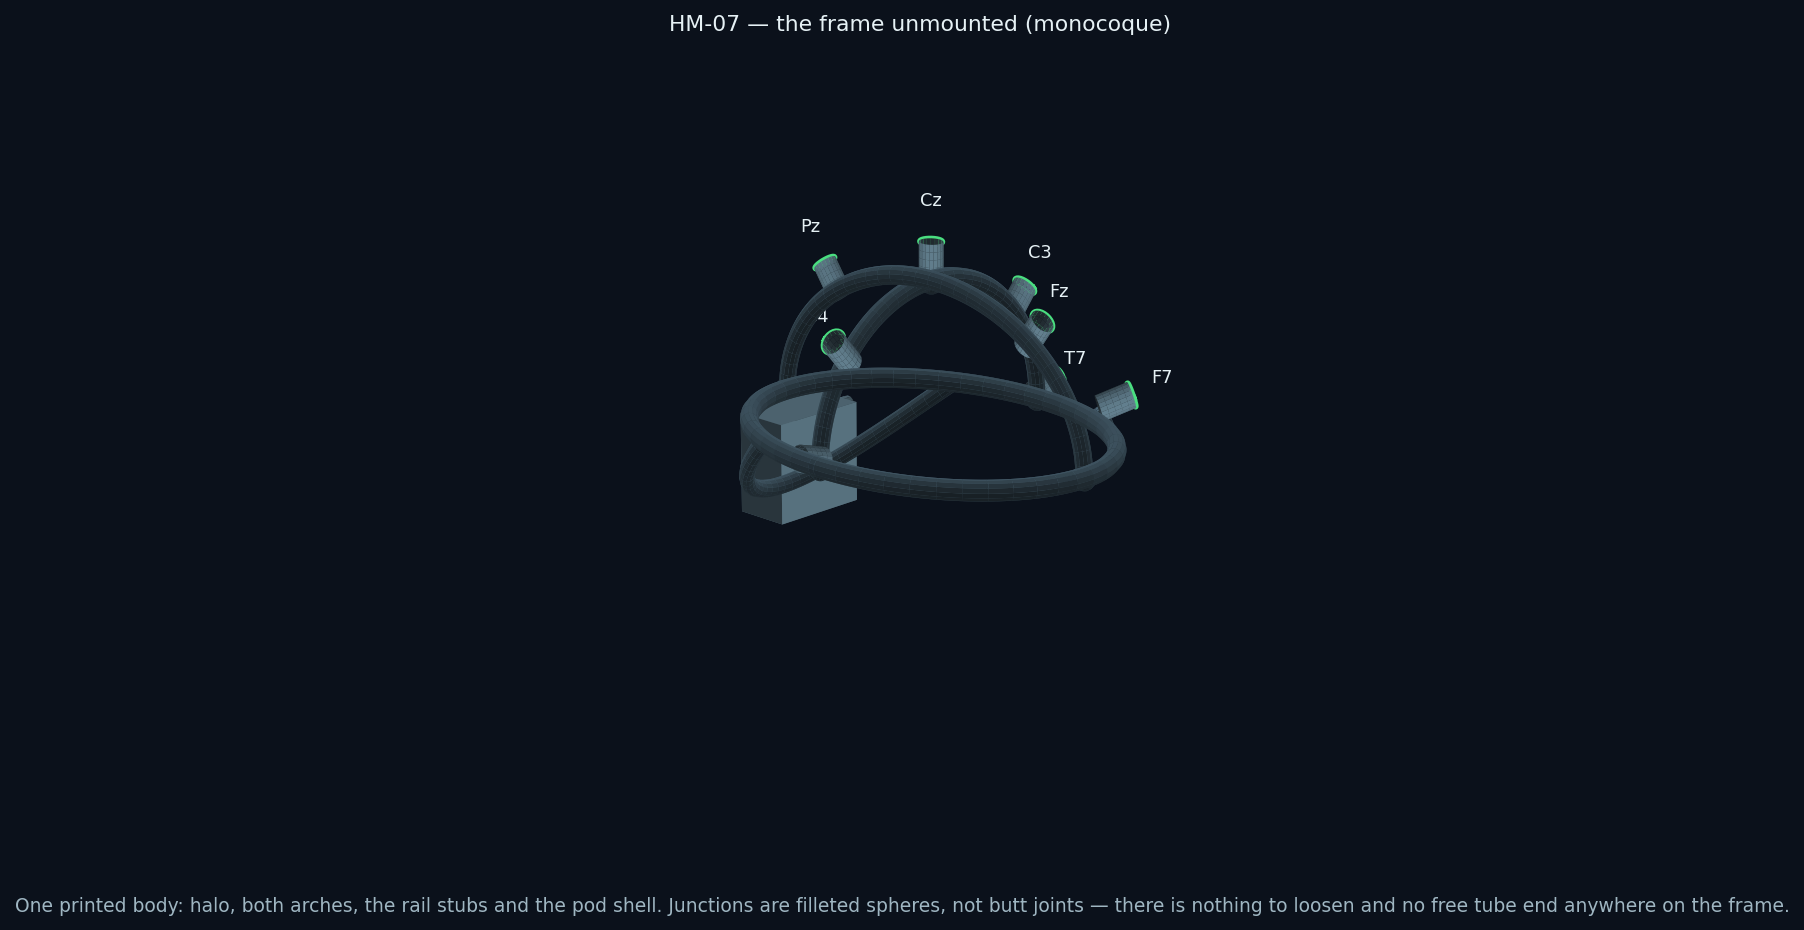 HM-07 — the frame unmounted (monocoque)
Cz
Pz
C3
Fz
4
T7
F7
One printed body: halo, both arches, the rail stubs and the pod shell. Junctions are filleted spheres, not butt joints — there is nothing to loosen and no free tube end anywhere on the frame.